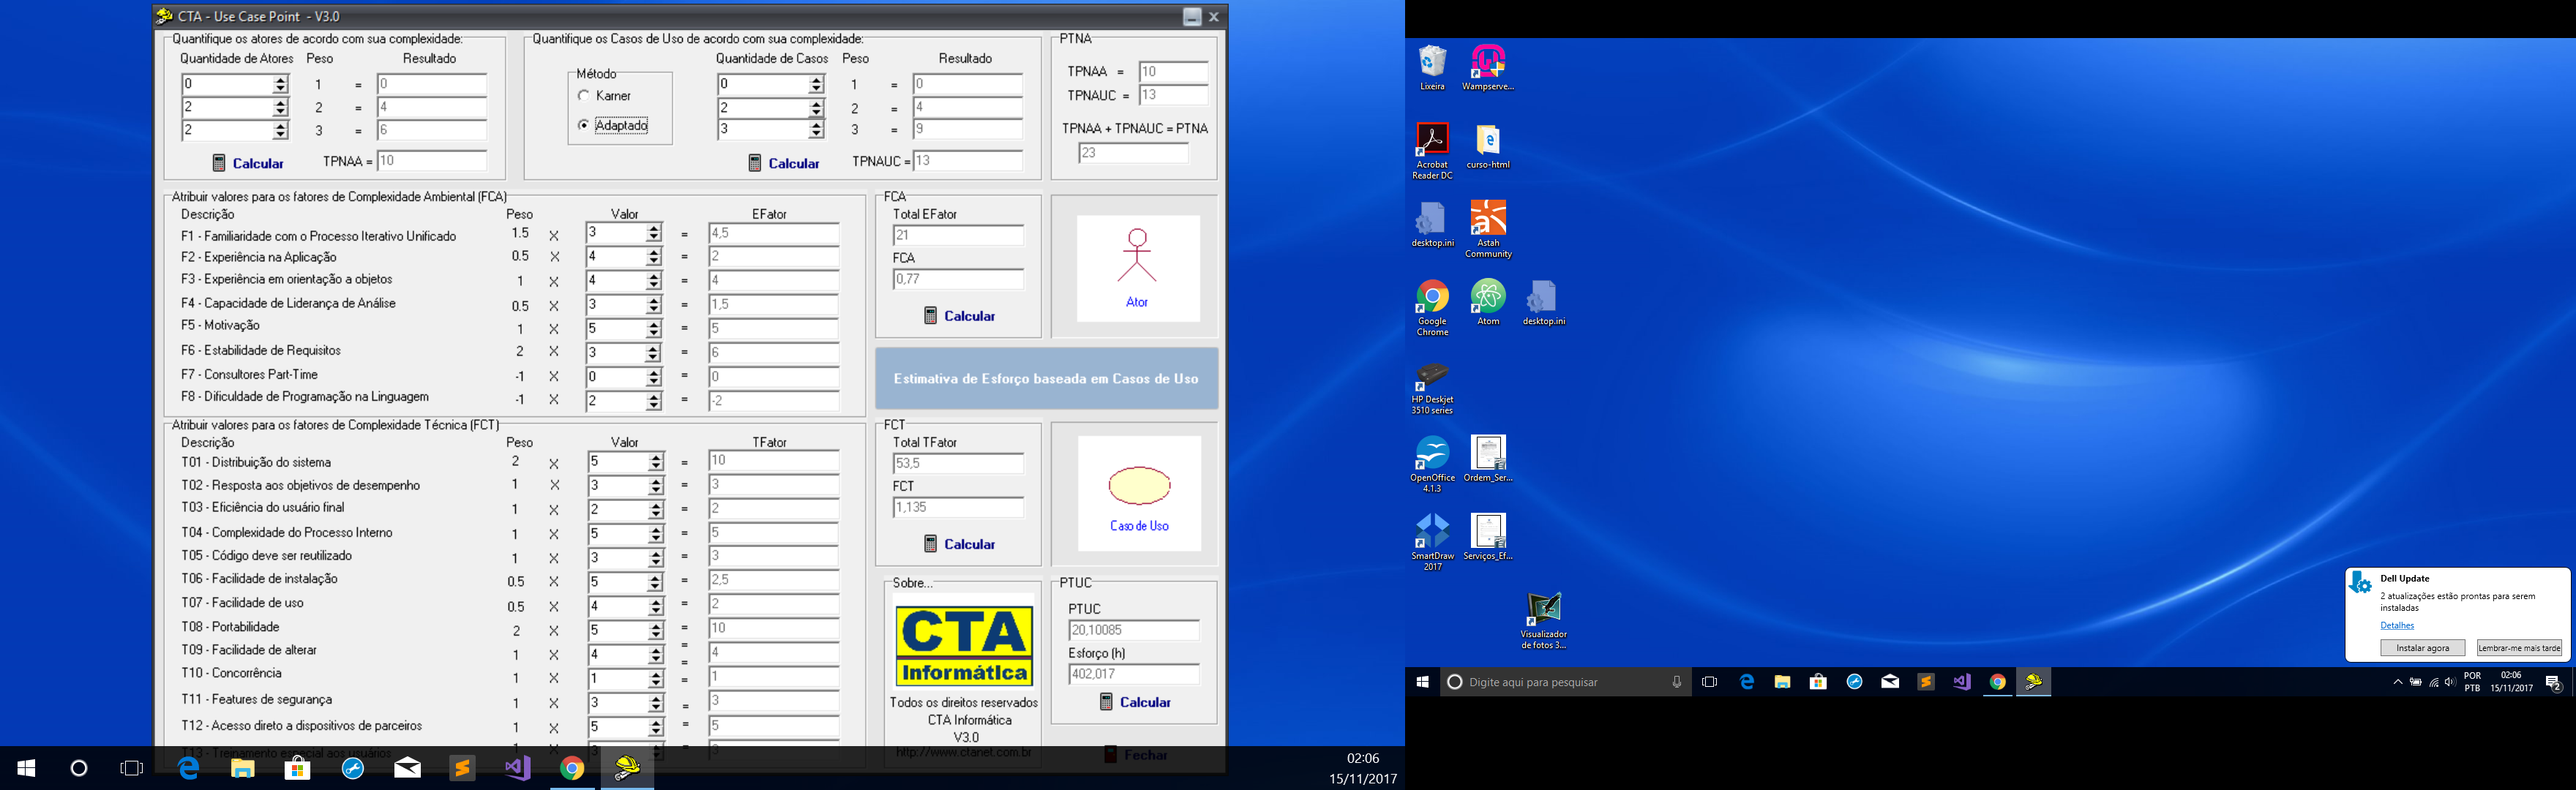 CTA - Use Case Point - V3.0
Quantifique os atores de acordo com sua complexidade:
Quantidade de Atores Peso Resultado
0 1 = 0
2 2 = 4
2 3 = 6
Calcular TPNAA = 10
Quantifique os Casos de Uso de acordo com sua complexidade:
Método
Karner
Adaptado
Quantidade de Casos Peso Resultado
0 1 = 0
2 2 = 4
3 3 = 9
Calcular TPNAUC = 13
PTNA
TPNAA = 10
TPNAUC = 13
TPNAA + TPNAUC = PTNA
23
Atribuir valores para os fatores de Complexidade Ambiental (FCA)
Descrição Peso Valor EFator
F1 - Familiaridade com o Processo Iterativo Unificado 1.5 X 3 = 4,5
F2 - Experiência na Aplicação 0.5 X 4 = 2
F3 - Experiência em orientação a objetos 1 X 4 = 4
F4 - Capacidade de Liderança de Análise 0.5 X 3 = 1,5
F5 - Motivação 1 X 5 = 5
F6 - Estabilidade de Requisitos 2 X 3 = 6
F7 - Consultores Part-Time -1 X 0 = 0
F8 - Dificuldade de Programação na Linguagem -1 X 2 = -2
FCA
Total EFator
21
FCA
0,77
Calcular
Ator
Estimativa de Esforço baseada em Casos de Uso
Atribuir valores para os fatores de Complexidade Técnica (FCT)
Descrição Peso Valor TFator
T01 - Distribuição do sistema 2 X 5 = 10
T02 - Resposta aos objetivos de desempenho 1 X 3 = 3
T03 - Eficiência do usuário final 1 X 2 = 2
T04 - Complexidade do Processo Interno 1 X 5 = 5
T05 - Código deve ser reutilizado 1 X 3 = 3
T06 - Facilidade de instalação 0.5 X 5 = 2,5
T07 - Facilidade de uso 0.5 X 4 = 2
T08 - Portabilidade 2 X 5 = 10
T09 - Facilidade de alterar 1 X 4 = 4
T10 - Concorrência 1 X 1 = 1
T11 - Features de segurança 1 X 3 = 3
T12 - Acesso direto a dispositivos de parceiros 1 X 5 = 5
T13 - Treinamento especial aos usuários 1 3 3
FCT
Total TFator
53,5
FCT
1,135
Calcular
Caso de Uso
Sobre...
CTA
Informática
Todos os direitos reservados
CTA Informática
V3.0
http://www.ctanet.com.br
PTUC
PTUC
20,10085
Esforço (h)
402,017
Calcular
Fechar
02:06
15/11/2017
Lixeira
Wampserve...
Acrobat
Reader DC
curso-html
desktop.ini
Astah
Community
Google
Chrome
Atom
desktop.ini
HP Deskjet
3510 series
OpenOffice
4.1.3
Ordem_Ser...
SmartDraw
2017
Serviços_Ef...
Visualizador
de fotos 3...
Dell Update
2 atualizações estão prontas para serem
instaladas
Detalhes
Instalar agora Lembrar-me mais tarde
Digite aqui para pesquisar
POR
PTB
02:06
15/11/2017
2